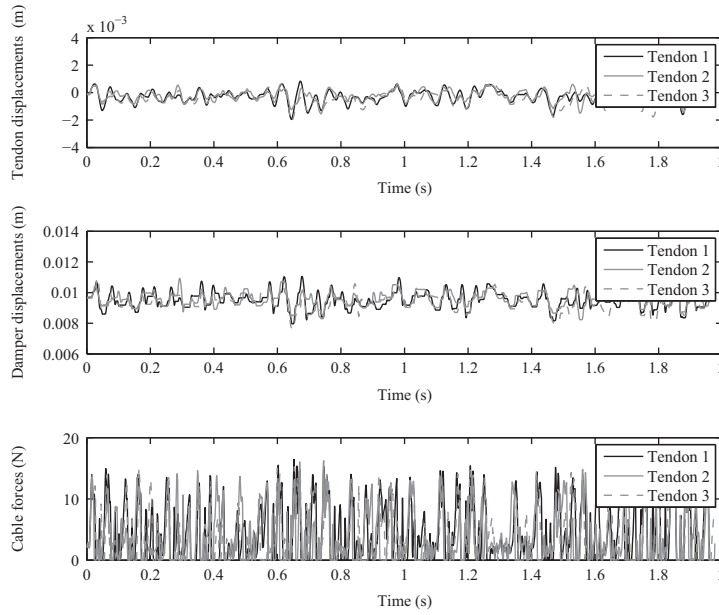 x 10⁻³
Tendon displacements (m)
4
2
0
−2
−4
0 0.2 0.4 0.6 0.8 1 1.2 1.4 1.6 1.8 2
Time (s)
Tendon 1
Tendon 2
Tendon 3
Damper displacements (m)
0.014
0.012
0.01
0.008
0.006
0 0.2 0.4 0.6 0.8 1 1.2 1.4 1.6 1.8 2
Time (s)
Tendon 1
Tendon 2
Tendon 3
Cable forces (N)
20
10
0
0 0.2 0.4 0.6 0.8 1 1.2 1.4 1.6 1.8 2
Time (s)
Tendon 1
Tendon 2
Tendon 3